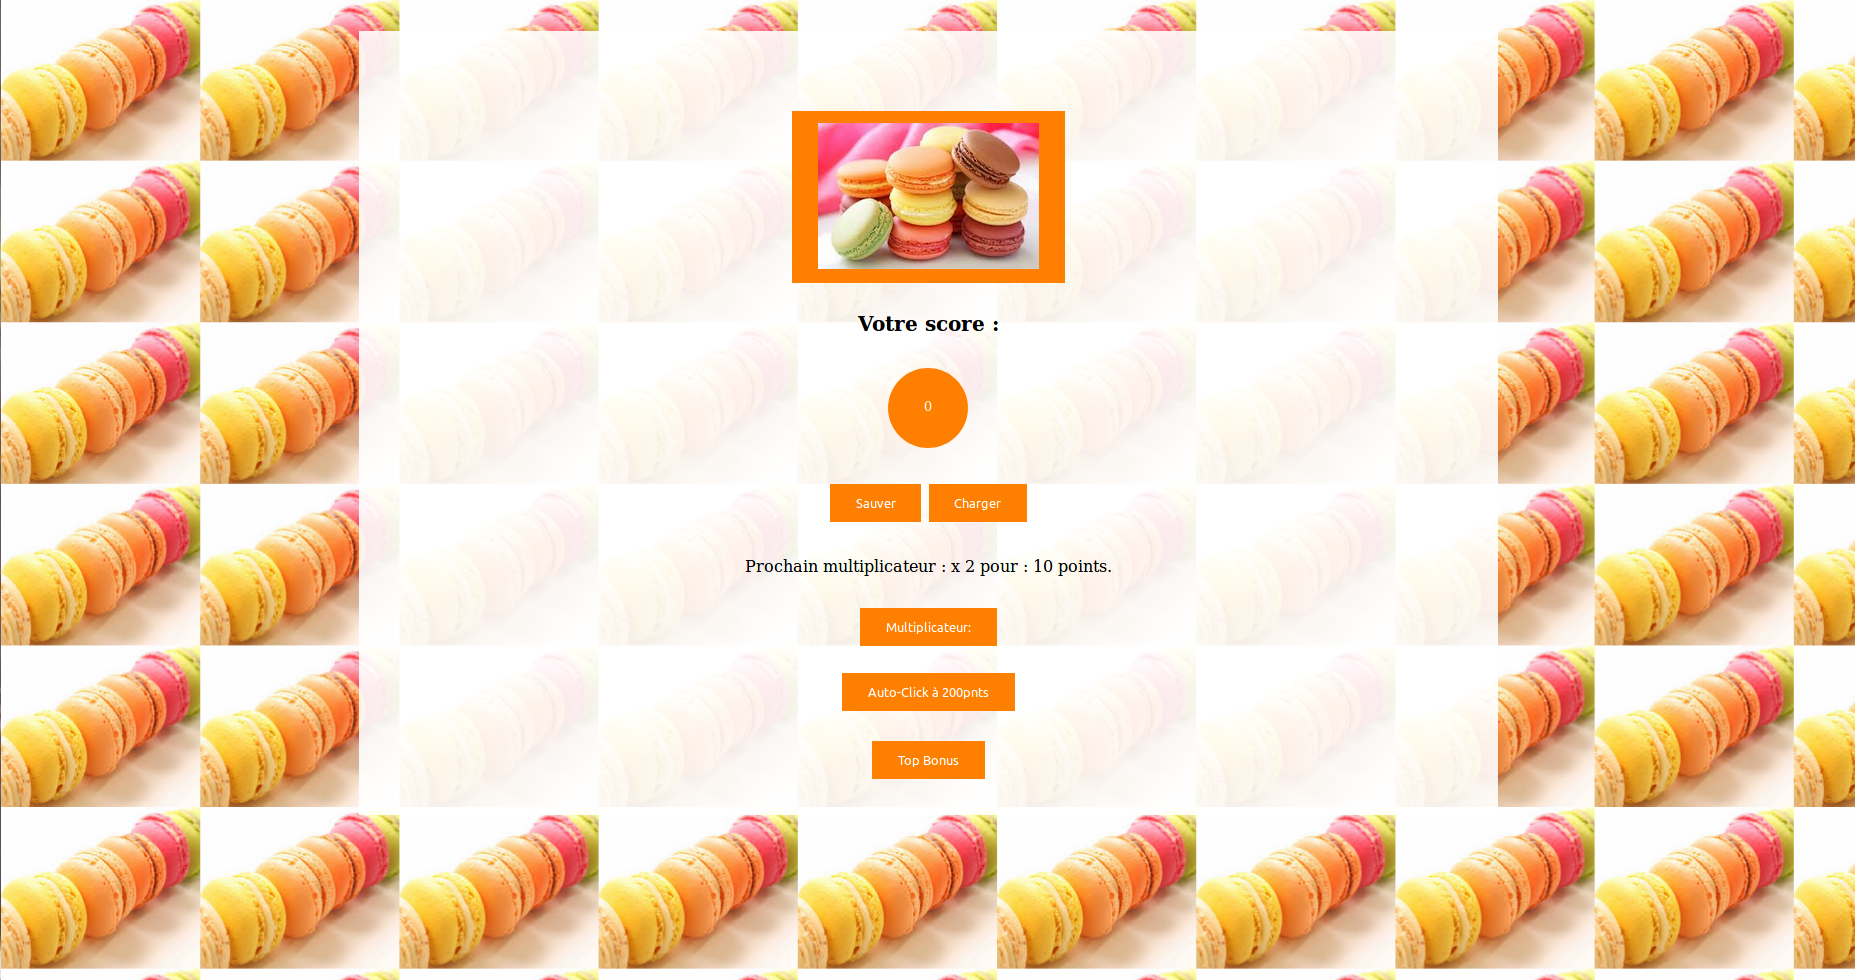 Votre score :
0
Sauver Charger
Prochain multiplicateur : x 2 pour : 10 points.
Multiplicateur:
Auto-Click à 200pnts
Top Bonus